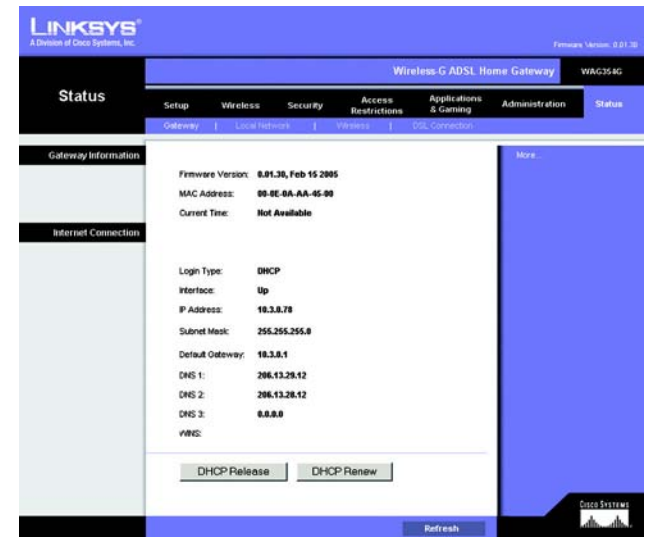 LINKSYS®
A Division of Cisco Systems, Inc.
Firmware Version: 0.01.30
Wireless-G ADSL Home Gateway
WAG354G
Status
Setup
Wireless
Security
Access Restrictions
Applications & Gaming
Administration
Status
Gateway | Local Network | Wireless | DSL Connection
Gateway Information
More...
Firmware Version: 0.01.30, Feb 15 2005
MAC Address: 00-0E-0A-AA-45-00
Current Time: Not Available
Internet Connection
Login Type: DHCP
Interface: Up
IP Address: 10.3.0.78
Subnet Mask: 255.255.255.0
Default Gateway: 10.3.0.1
DNS 1: 206.13.29.12
DNS 2: 206.13.28.12
DNS 3: 0.0.0.0
WINS:
DHCP Release
DHCP Renew
Refresh
CISCO SYSTEMS